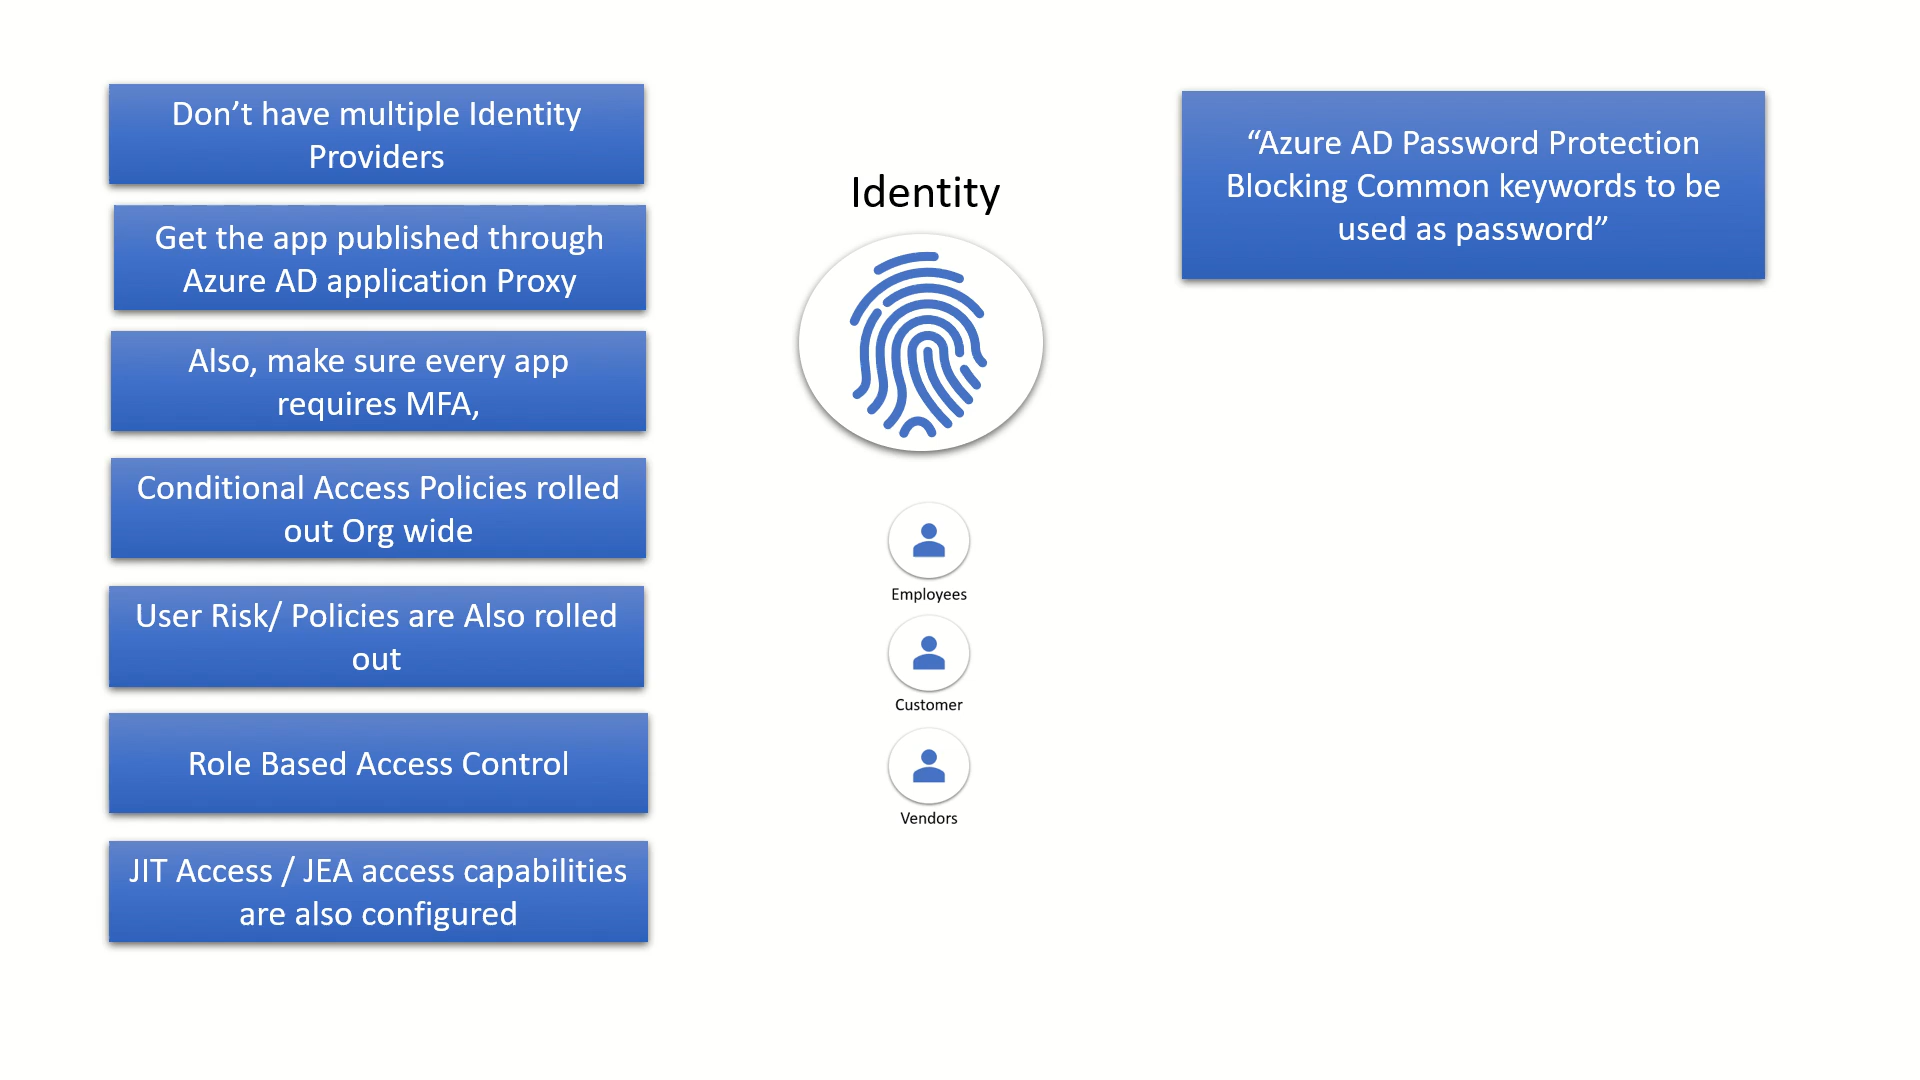 Don’t have multiple Identity
Providers
Get the app published through
Azure AD application Proxy
Also, make sure every app
requires MFA,
Conditional Access Policies rolled
out Org wide
User Risk/ Policies are Also rolled
out
Role Based Access Control
JIT Access / JEA access capabilities
are also configured
Identity
Employees
Customer
Vendors
“Azure AD Password Protection
Blocking Common keywords to be
used as password”